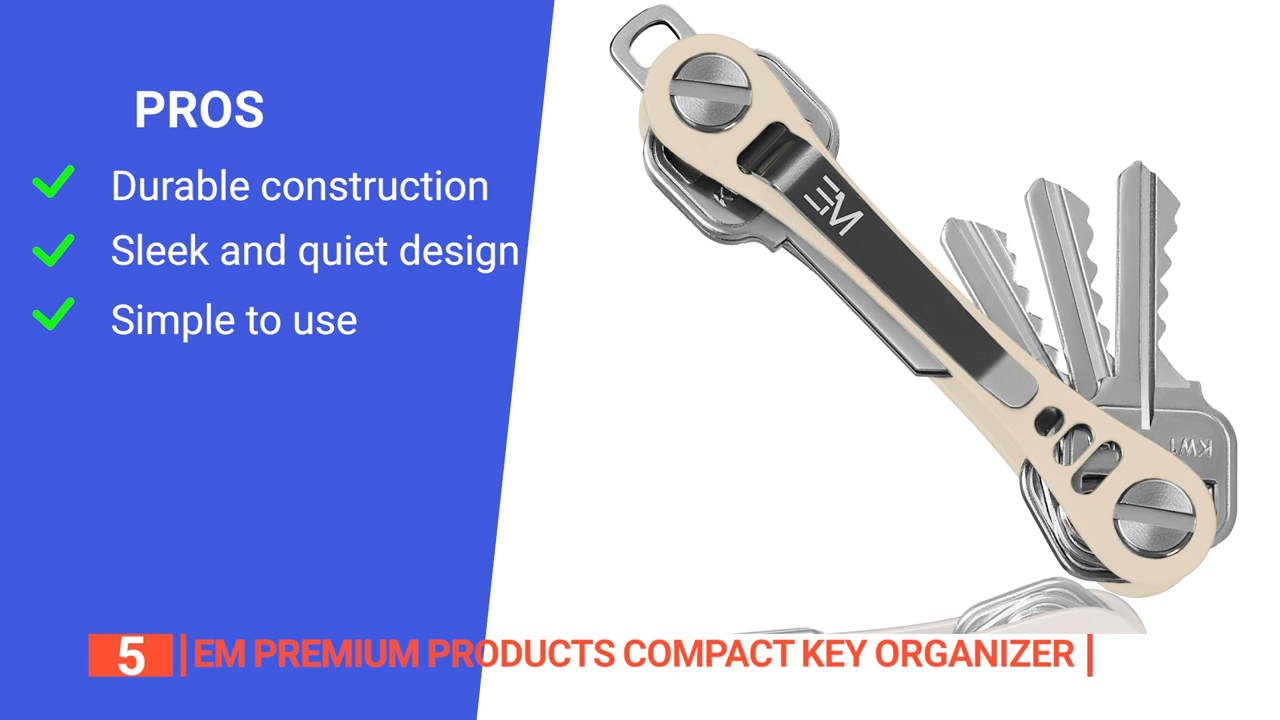 PROS
Durable construction
Sleek and quiet design
Simple to use
EM
KW1
5 | EM PREMIUM PRODUCTS COMPACT KEY ORGANIZER |